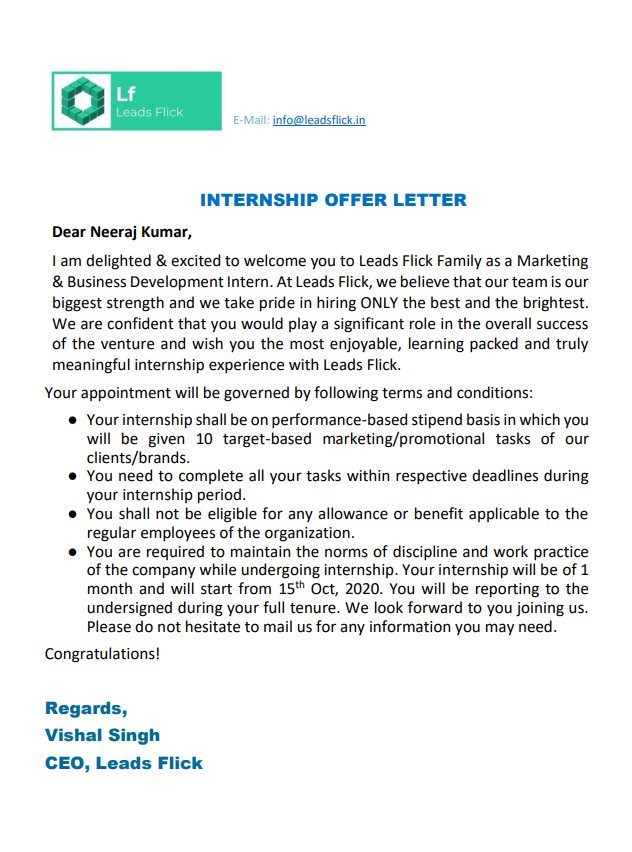 Lf
Leads Flick
E-Mail: info@leadsflick.in
INTERNSHIP OFFER LETTER
Dear Neeraj Kumar,
I am delighted & excited to welcome you to Leads Flick Family as a Marketing
& Business Development Intern. At Leads Flick, we believe that our team is our
biggest strength and we take pride in hiring ONLY the best and the brightest.
We are confident that you would play a significant role in the overall success
of the venture and wish you the most enjoyable, learning packed and truly
meaningful internship experience with Leads Flick.
Your appointment will be governed by following terms and conditions:
● Your internship shall be on performance-based stipend basis in which you
will be given 10 target-based marketing/promotional tasks of our
clients/brands.
● You need to complete all your tasks within respective deadlines during
your internship period.
● You shall not be eligible for any allowance or benefit applicable to the
regular employees of the organization.
● You are required to maintain the norms of discipline and work practice
of the company while undergoing internship. Your internship will be of 1
month and will start from 15th Oct, 2020. You will be reporting to the
undersigned during your full tenure. We look forward to you joining us.
Please do not hesitate to mail us for any information you may need.
Congratulations!
Regards,
Vishal Singh
CEO, Leads Flick